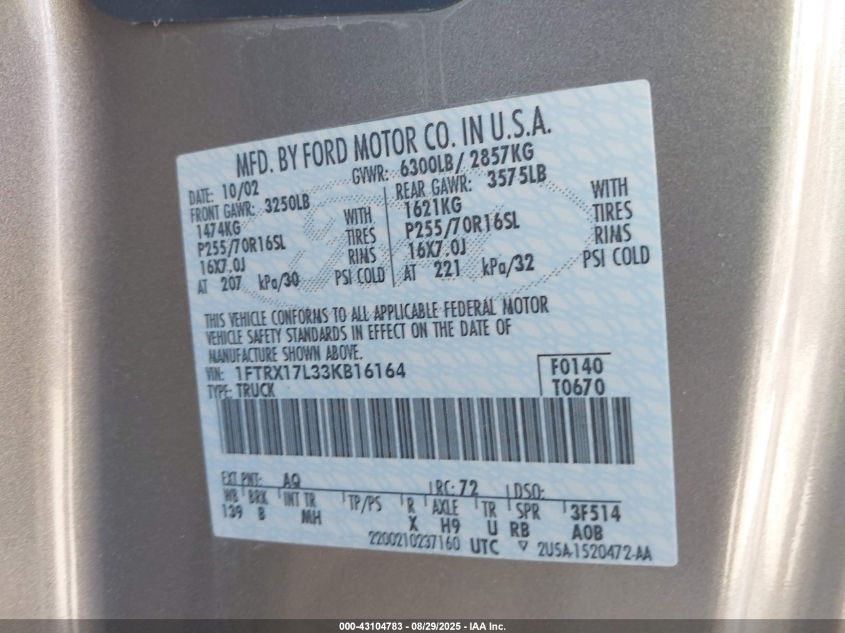 MFD. BY FORD MOTOR CO. IN U.S.A.
DATE: 10/02 GVWR: 6300LB/ 2857KG
FRONT GAWR: 3250LB REAR GAWR: 3575LB
1474KG WITH 1621KG WITH
P255/70R16SL TIRES P255/70R16SL TIRES
16X7.0J RIMS 16X7.0J RIMS
AT 207 kPa/30 PSI COLD AT 221 kPa/32 PSI COLD
THIS VEHICLE CONFORMS TO ALL APPLICABLE FEDERAL MOTOR
VEHICLE SAFETY STANDARDS IN EFFECT ON THE DATE OF
MANUFACTURE SHOWN ABOVE.
VIN: 1FTRX17L33KB16164 F0140
TYPE: TRUCK T0670
EXT PNT: AQ RC: 72 DSO:
WB BRK INT TR TP/PS R AXLE TR SPR 3F514
139 B MH X H9 U RB A0B
2200210237160 UTC ▽ 2USA-1520472-AA
000-43104783 - 08/29/2025 - IAA Inc.